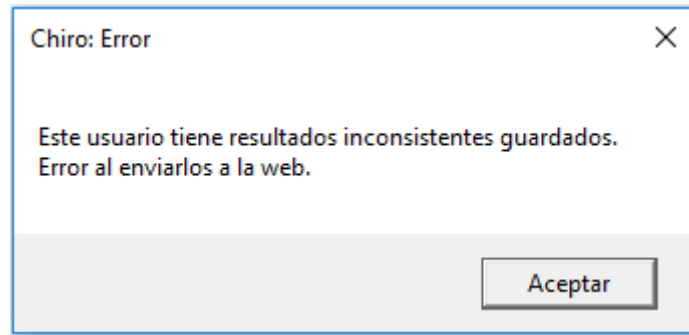 Chiro: Error
Este usuario tiene resultados inconsistentes guardados.
Error al enviarlos a la web.
Aceptar